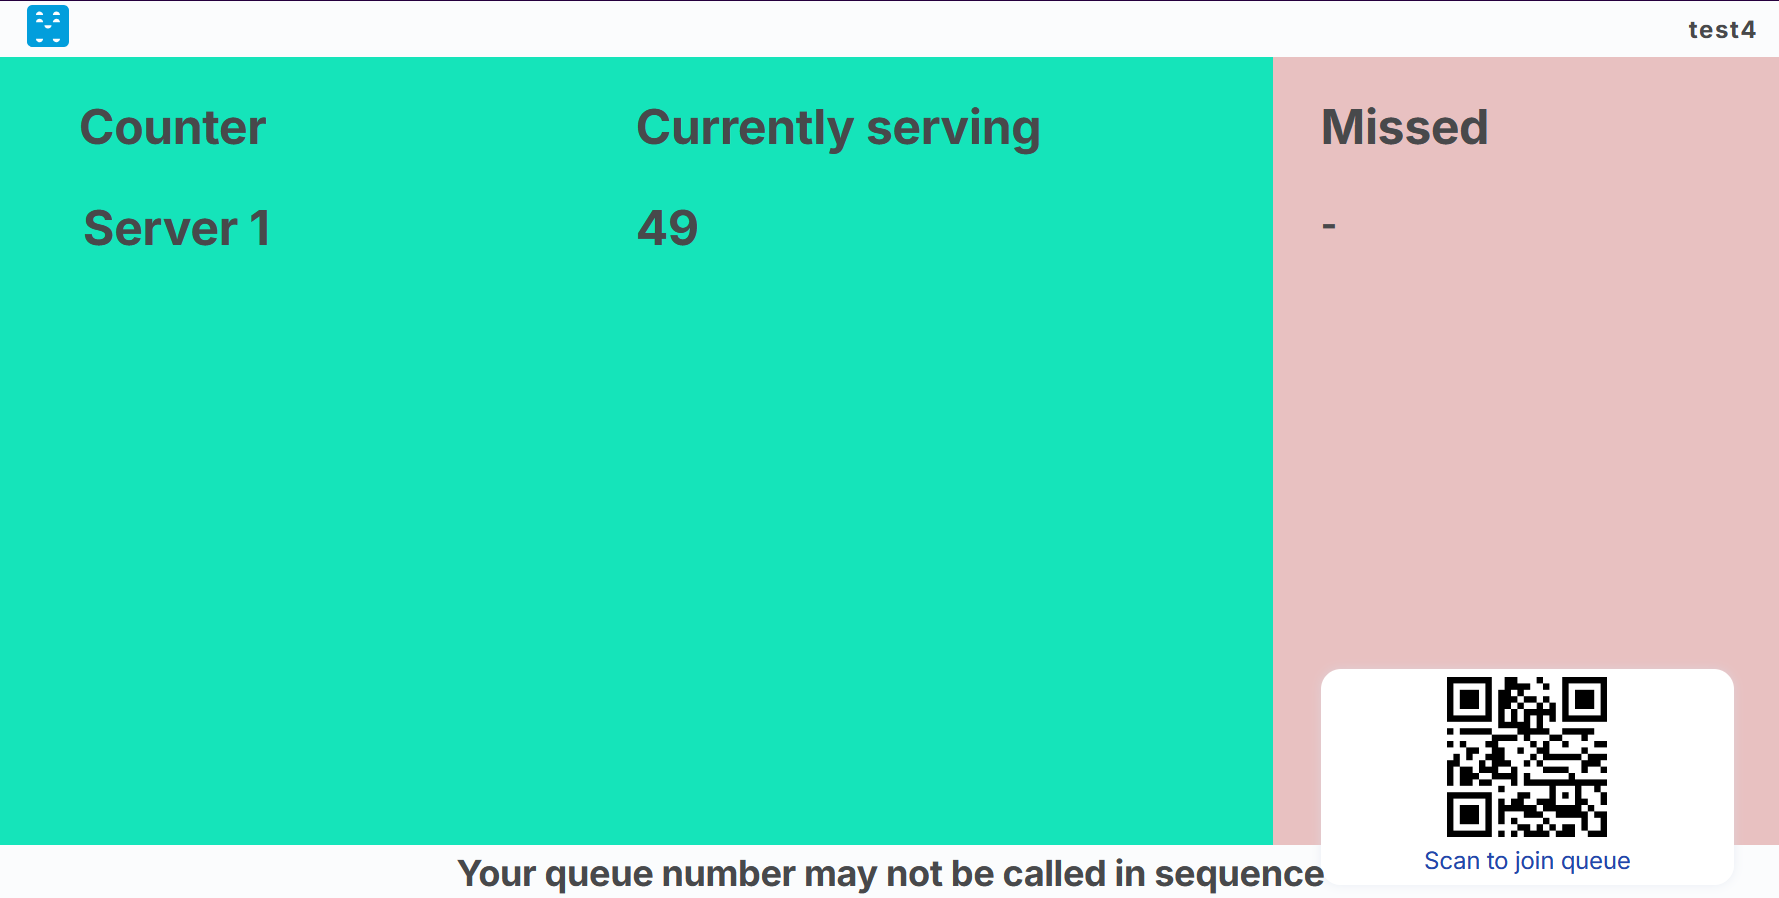 test4
Counter
Currently serving
Missed
Server 1
49
-
Scan to join queue
Your queue number may not be called in sequence